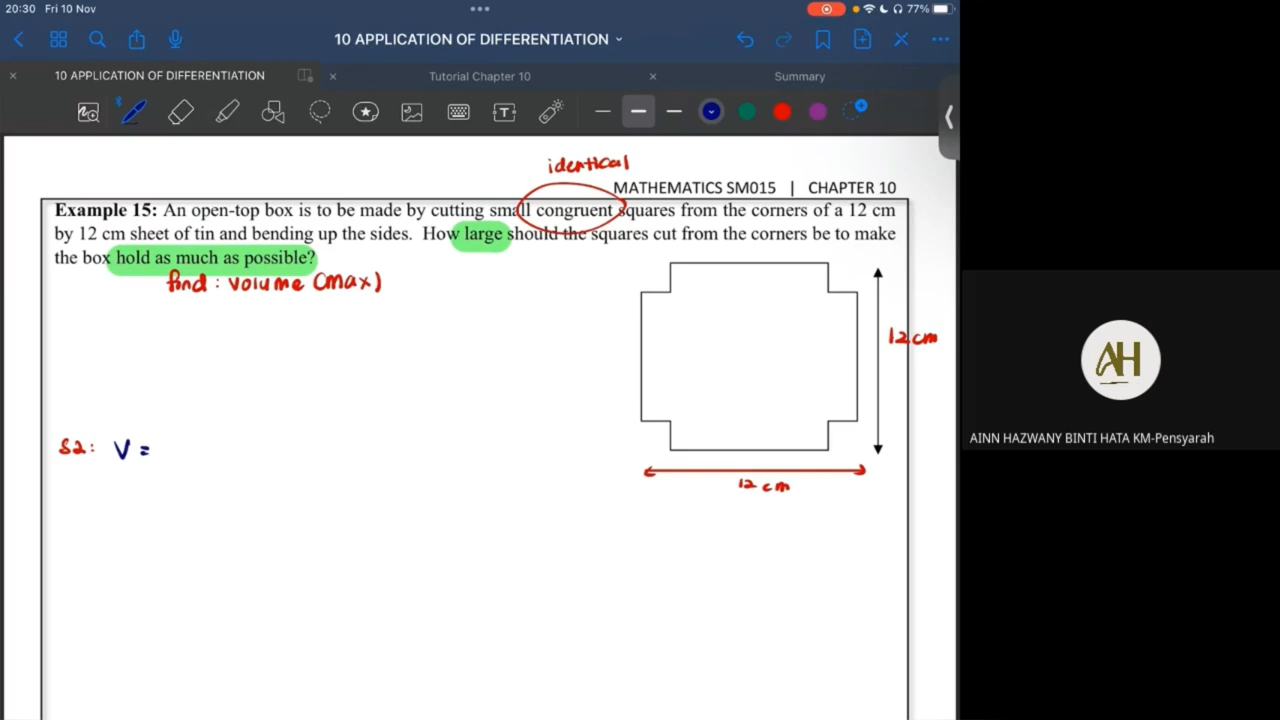 20:30 Fri 10 Nov
77%
10 APPLICATION OF DIFFERENTIATION
10 APPLICATION OF DIFFERENTIATION
Tutorial Chapter 10
Summary
identical
MATHEMATICS SM015 | CHAPTER 10
Example 15: An open-top box is to be made by cutting small congruent squares from the corners of a 12 cm
by 12 cm sheet of tin and bending up the sides. How large should the squares cut from the corners be to make
the box hold as much as possible?
find : volume (max)
12 cm
AH
AINN HAZWANY BINTI HATA KM-Pensyarah
S2: V =
12 cm